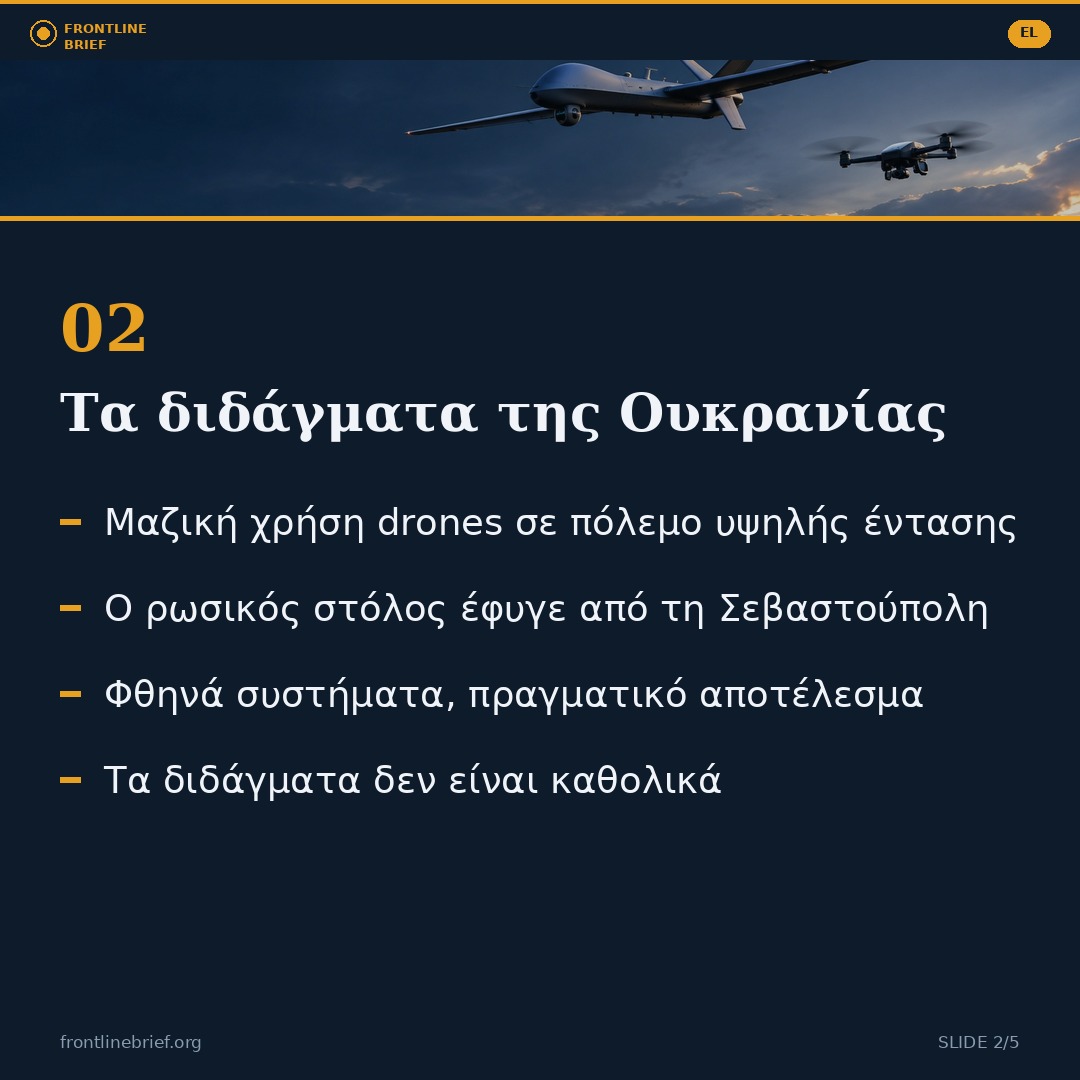 FRONTLINE
BRIEF
EL
02
Τα διδάγματα της Ουκρανίας
Μαζική χρήση drones σε πόλεμο υψηλής έντασης
Ο ρωσικός στόλος έφυγε από τη Σεβαστούπολη
Φθηνά συστήματα, πραγματικό αποτέλεσμα
Τα διδάγματα δεν είναι καθολικά
frontlinebrief.org
SLIDE 2/5